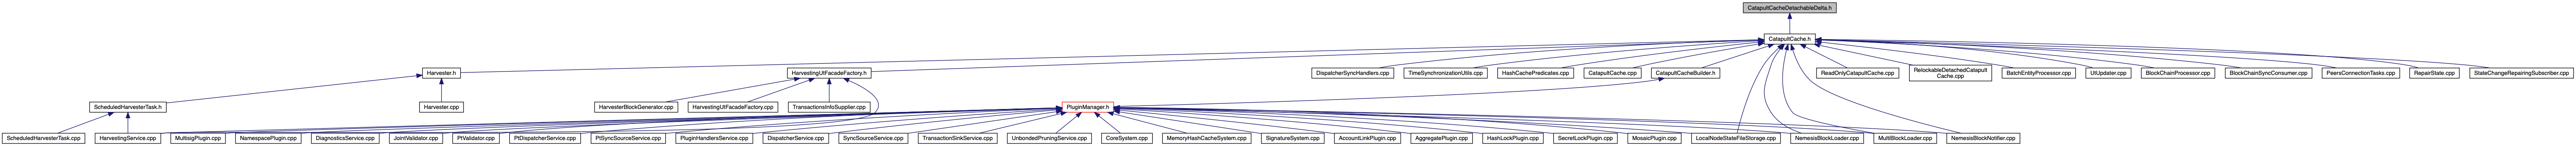 CatapultCacheDetachableDelta.h
CatapultCache.h
Harvester.h
HarvestingUtFacadeFactory.h
DispatcherSyncHandlers.cpp
TimeSynchronizationUtils.cpp
HashCachePredicates.cpp
CatapultCache.cpp
CatapultCacheBuilder.h
ReadOnlyCatapultCache.cpp
RelockableDetachedCatapult
Cache.cpp
BatchEntityProcessor.cpp
UtUpdater.cpp
BlockChainProcessor.cpp
BlockChainSyncConsumer.cpp
PeersConnectionTasks.cpp
RepairState.cpp
StateChangeRepairingSubscriber.cpp
ScheduledHarvesterTask.h
Harvester.cpp
HarvesterBlockGenerator.cpp
HarvestingUtFacadeFactory.cpp
TransactionsInfoSupplier.cpp
PluginManager.h
ScheduledHarvesterTask.cpp
HarvestingService.cpp
MultisigPlugin.cpp
NamespacePlugin.cpp
DiagnosticsService.cpp
JointValidator.cpp
PtValidator.cpp
PtDispatcherService.cpp
PtSyncSourceService.cpp
PluginHandlersService.cpp
DispatcherService.cpp
SyncSourceService.cpp
TransactionSinkService.cpp
UnbondedPruningService.cpp
CoreSystem.cpp
MemoryHashCacheSystem.cpp
SignatureSystem.cpp
AccountLinkPlugin.cpp
AggregatePlugin.cpp
HashLockPlugin.cpp
SecretLockPlugin.cpp
MosaicPlugin.cpp
LocalNodeStateFileStorage.cpp
NemesisBlockLoader.cpp
MultiBlockLoader.cpp
NemesisBlockNotifier.cpp